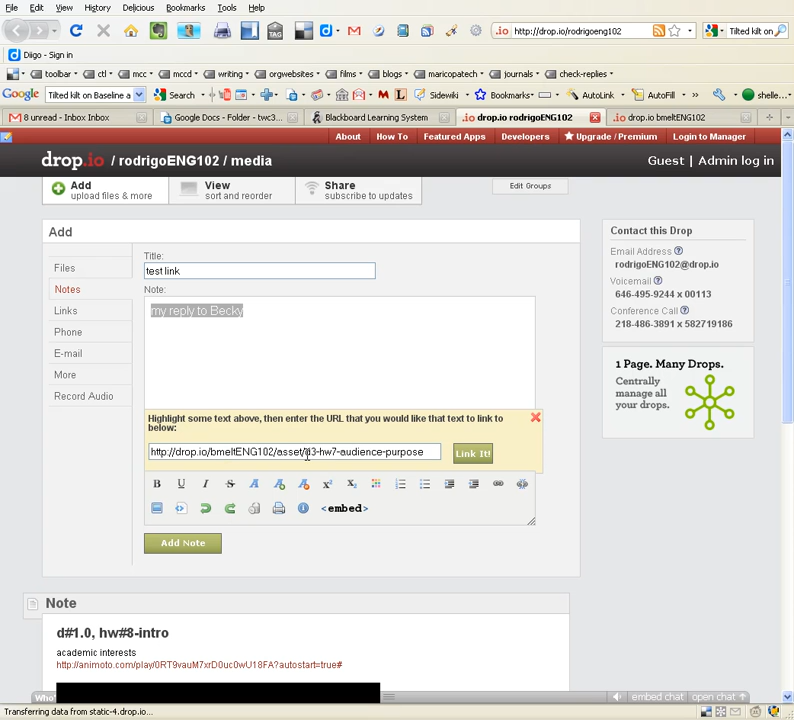 File Edit View History Delicious Bookmarks Tools Help
http://drop.io/rodrigoeng102 Tilted kilt on
Diigo - Sign in
toolbar ctl mcc mccd writing orgwebsites films blogs maricopatech journals check-replies
Google Tilted kilt on Baseline a Search Sidewiki Bookmarks AutoLink AutoFill shelle...
8 unread - Inbox Inbox Google Docs - Folder - twc3... Blackboard Learning System drop.io rodrigoENG102 drop.io bmeltENG102
About How To Featured Apps Developers Upgrade / Premium Login to Manager
drop.io / rodrigoENG102 / media Guest | Admin log in
Add
upload files & more
View
sort and reorder
Share
subscribe to updates
Edit Groups
Add
Files
Notes
Links
Phone
E-mail
More
Record Audio
Title:
test link
Note:
my reply to Becky
Highlight some text above, then enter the URL that you would like that text to link to
below:
http://drop.io/bmeltENG102/asset/d3-hw7-audience-purpose Link It!
B U I S A A A x² x₂
<embed>
Add Note
Contact this Drop
Email Address
rodrigoENG102@drop.io
Voicemail
646-495-9244 x 00113
Conference Call
218-486-3891 x 582719186
1 Page. Many Drops.
Centrally
manage all
your drops.
Note
d#1.0, hw#8-intro
academic interests
http://animoto.com/play/0RT9vauM7xrD0uc0wU18FA?autostart=true#
Who' embed chat open chat
Transferring data from static-4.drop.io...